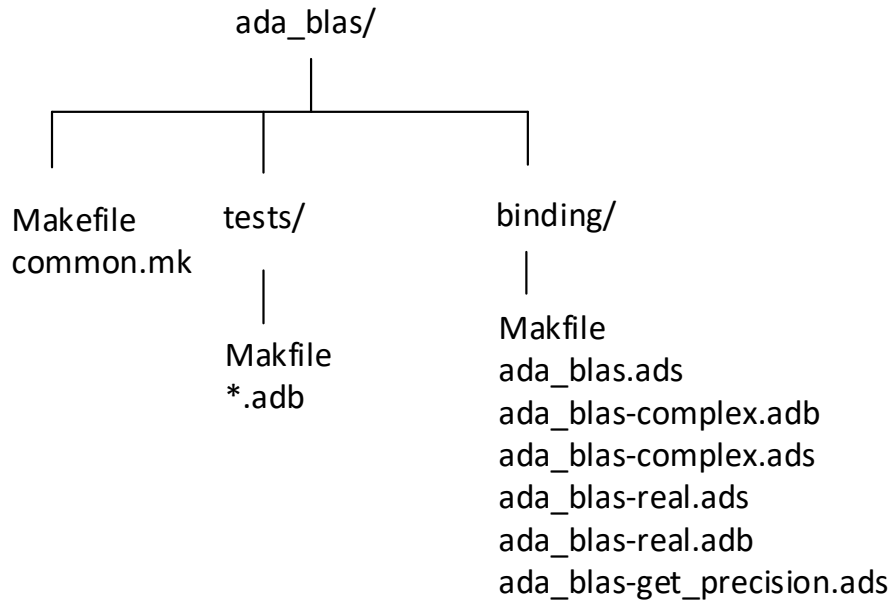 ada_blas/
Makefile
common.mk
tests/
Makfile
*.adb
binding/
Makfile
ada_blas.ads
ada_blas-complex.adb
ada_blas-complex.ads
ada_blas-real.ads
ada_blas-real.adb
ada_blas-get_precision.ads